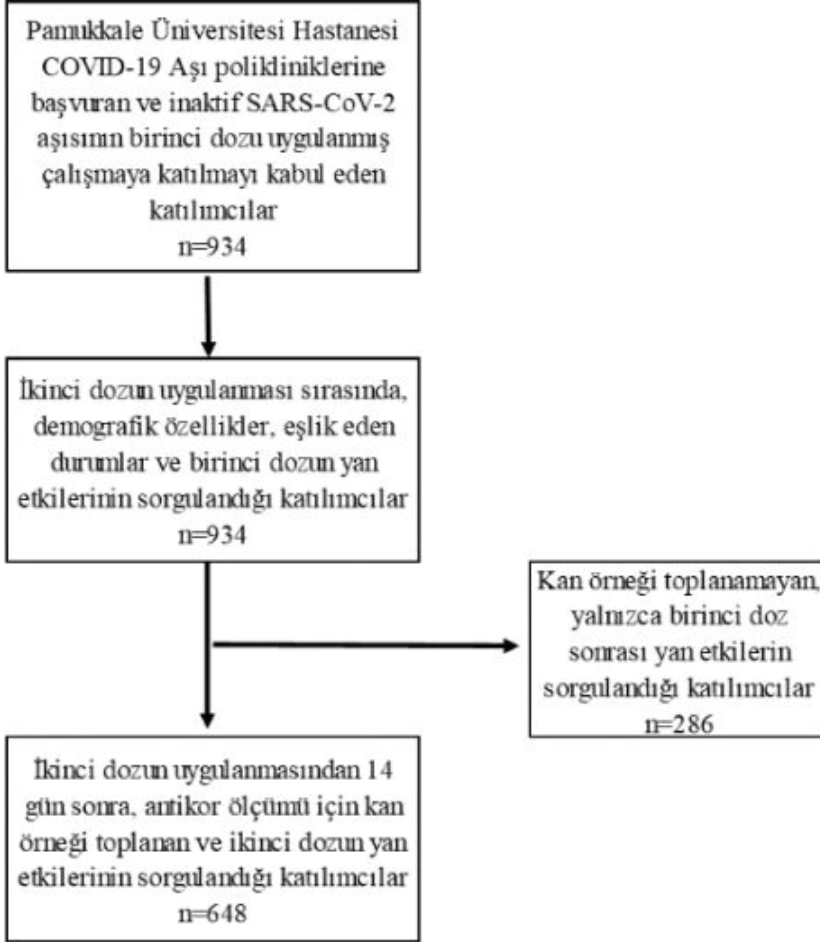 Pamukkale Üniversitesi Hastanesi
COVID-19 Aşı polikliniklerine
başvuran ve inaktif SARS-CoV-2
aşısının birinci dozu uygulanmış
çalışmaya katılmayı kabul eden
katılımcılar
n=934
İkinci dozun uygulanması sırasında,
demografik özellikler, eşlik eden
durumlar ve birinci dozun yan
etkilerinin sorgulandığı katılımcılar
n=934
Kan örneği toplanamayan,
yalnızca birinci doz
sonrası yan etkilerin
sorgulandığı katılımcılar
n=286
İkinci dozun uygulanmasından 14
gün sonra, antikor ölçümü için kan
örneği toplanan ve ikinci dozun yan
etkilerinin sorgulandığı katılımcılar
n=648